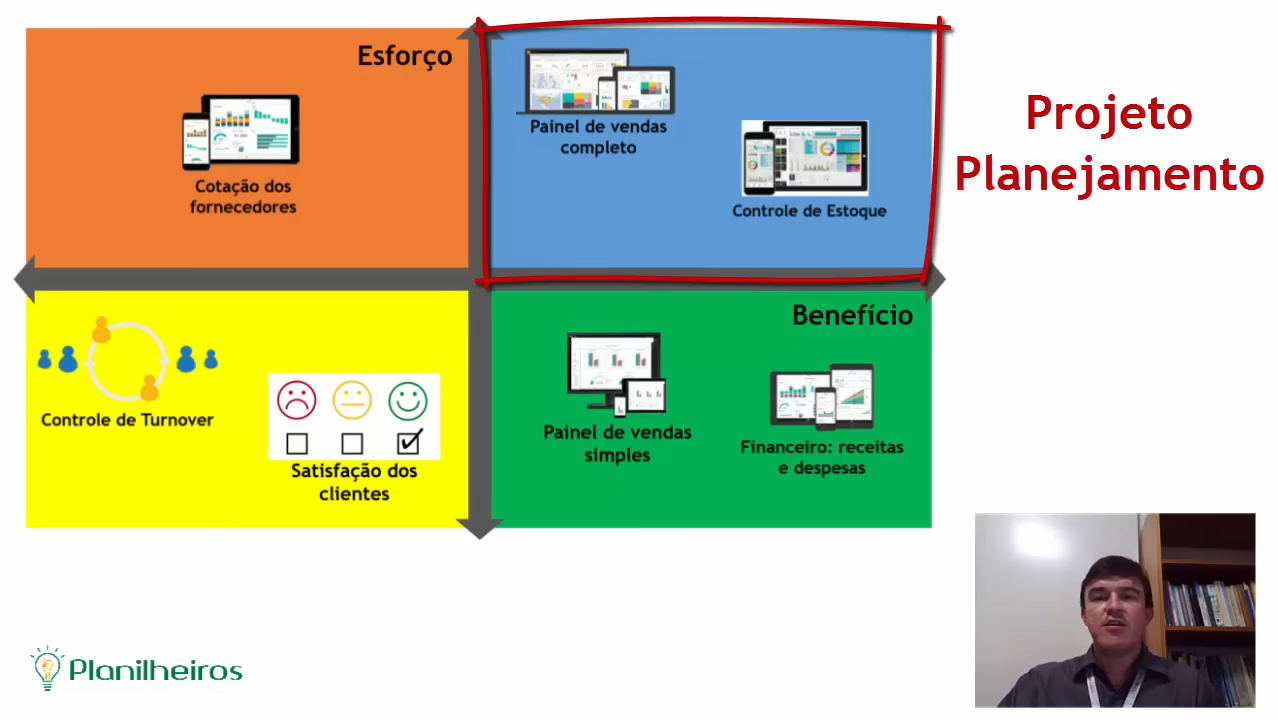 Esforço
Painel de vendas
completo
Cotação dos
fornecedores
Controle de Estoque
Projeto
Planejamento
Benefício
Controle de Turnover
Satisfação dos
clientes
Painel de vendas
simples
Financeiro: receitas
e despesas
Planilheiros